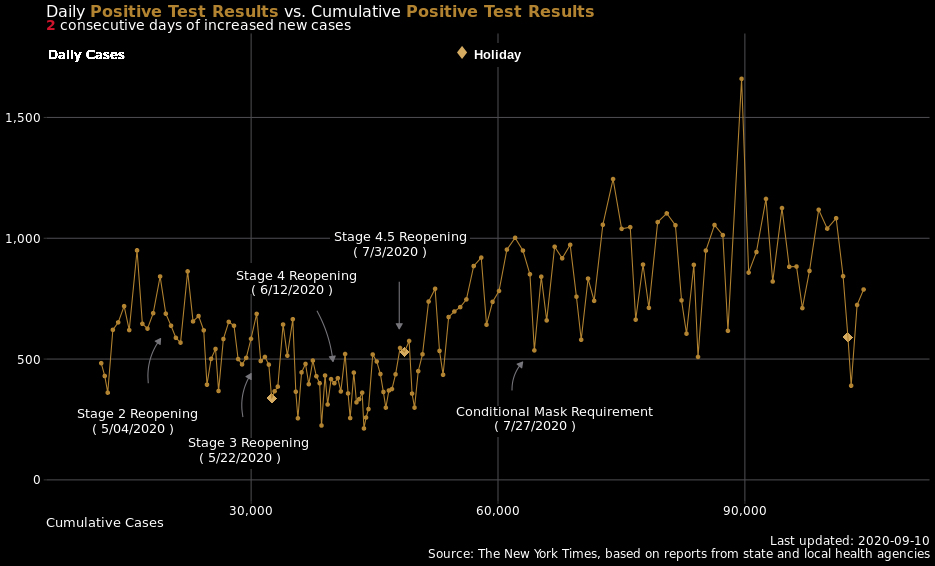 Daily Positive Test Results vs. Cumulative Positive Test Results
2 consecutive days of increased new cases
Daily Cases
Holiday
1,500
1,000
500
0
Stage 4.5 Reopening
( 7/3/2020 )
Stage 4 Reopening
( 6/12/2020 )
Stage 2 Reopening
( 5/04/2020 )
Stage 3 Reopening
( 5/22/2020 )
Conditional Mask Requirement
( 7/27/2020 )
30,000
60,000
90,000
Cumulative Cases
Last updated: 2020-09-10
Source: The New York Times, based on reports from state and local health agencies